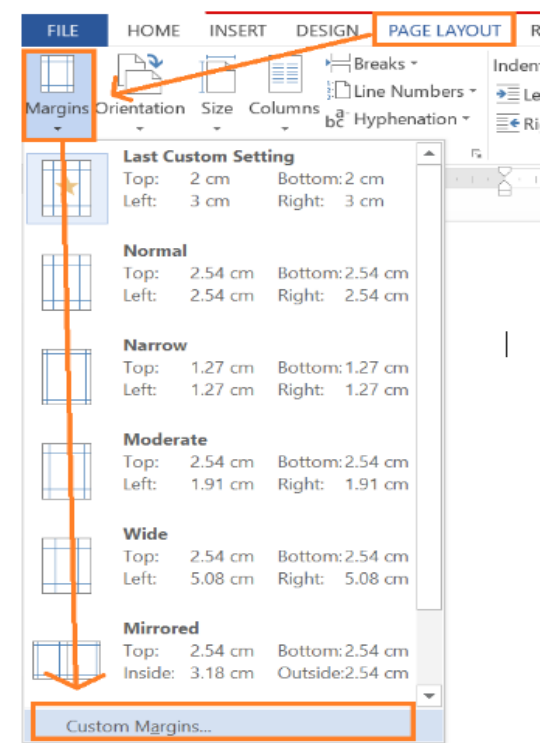 FILE HOME INSERT DESIGN PAGE LAYOUT R
Breaks Inden
Line Numbers Le
Margins Orientation Size Columns
bc Hyphenation Ri
Last Custom Setting
Top: 2 cm Bottom: 2 cm
Left: 3 cm Right: 3 cm
Normal
Top: 2.54 cm Bottom: 2.54 cm
Left: 2.54 cm Right: 2.54 cm
Narrow
Top: 1.27 cm Bottom: 1.27 cm
Left: 1.27 cm Right: 1.27 cm
Moderate
Top: 2.54 cm Bottom: 2.54 cm
Left: 1.91 cm Right: 1.91 cm
Wide
Top: 2.54 cm Bottom: 2.54 cm
Left: 5.08 cm Right: 5.08 cm
Mirrored
Top: 2.54 cm Bottom: 2.54 cm
Inside: 3.18 cm Outside: 2.54 cm
Custom Margins...